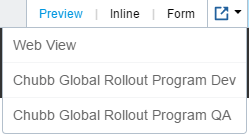 Preview | Inline | Form
Web View
Chubb Global Rollout Program Dev
Chubb Global Rollout Program QA